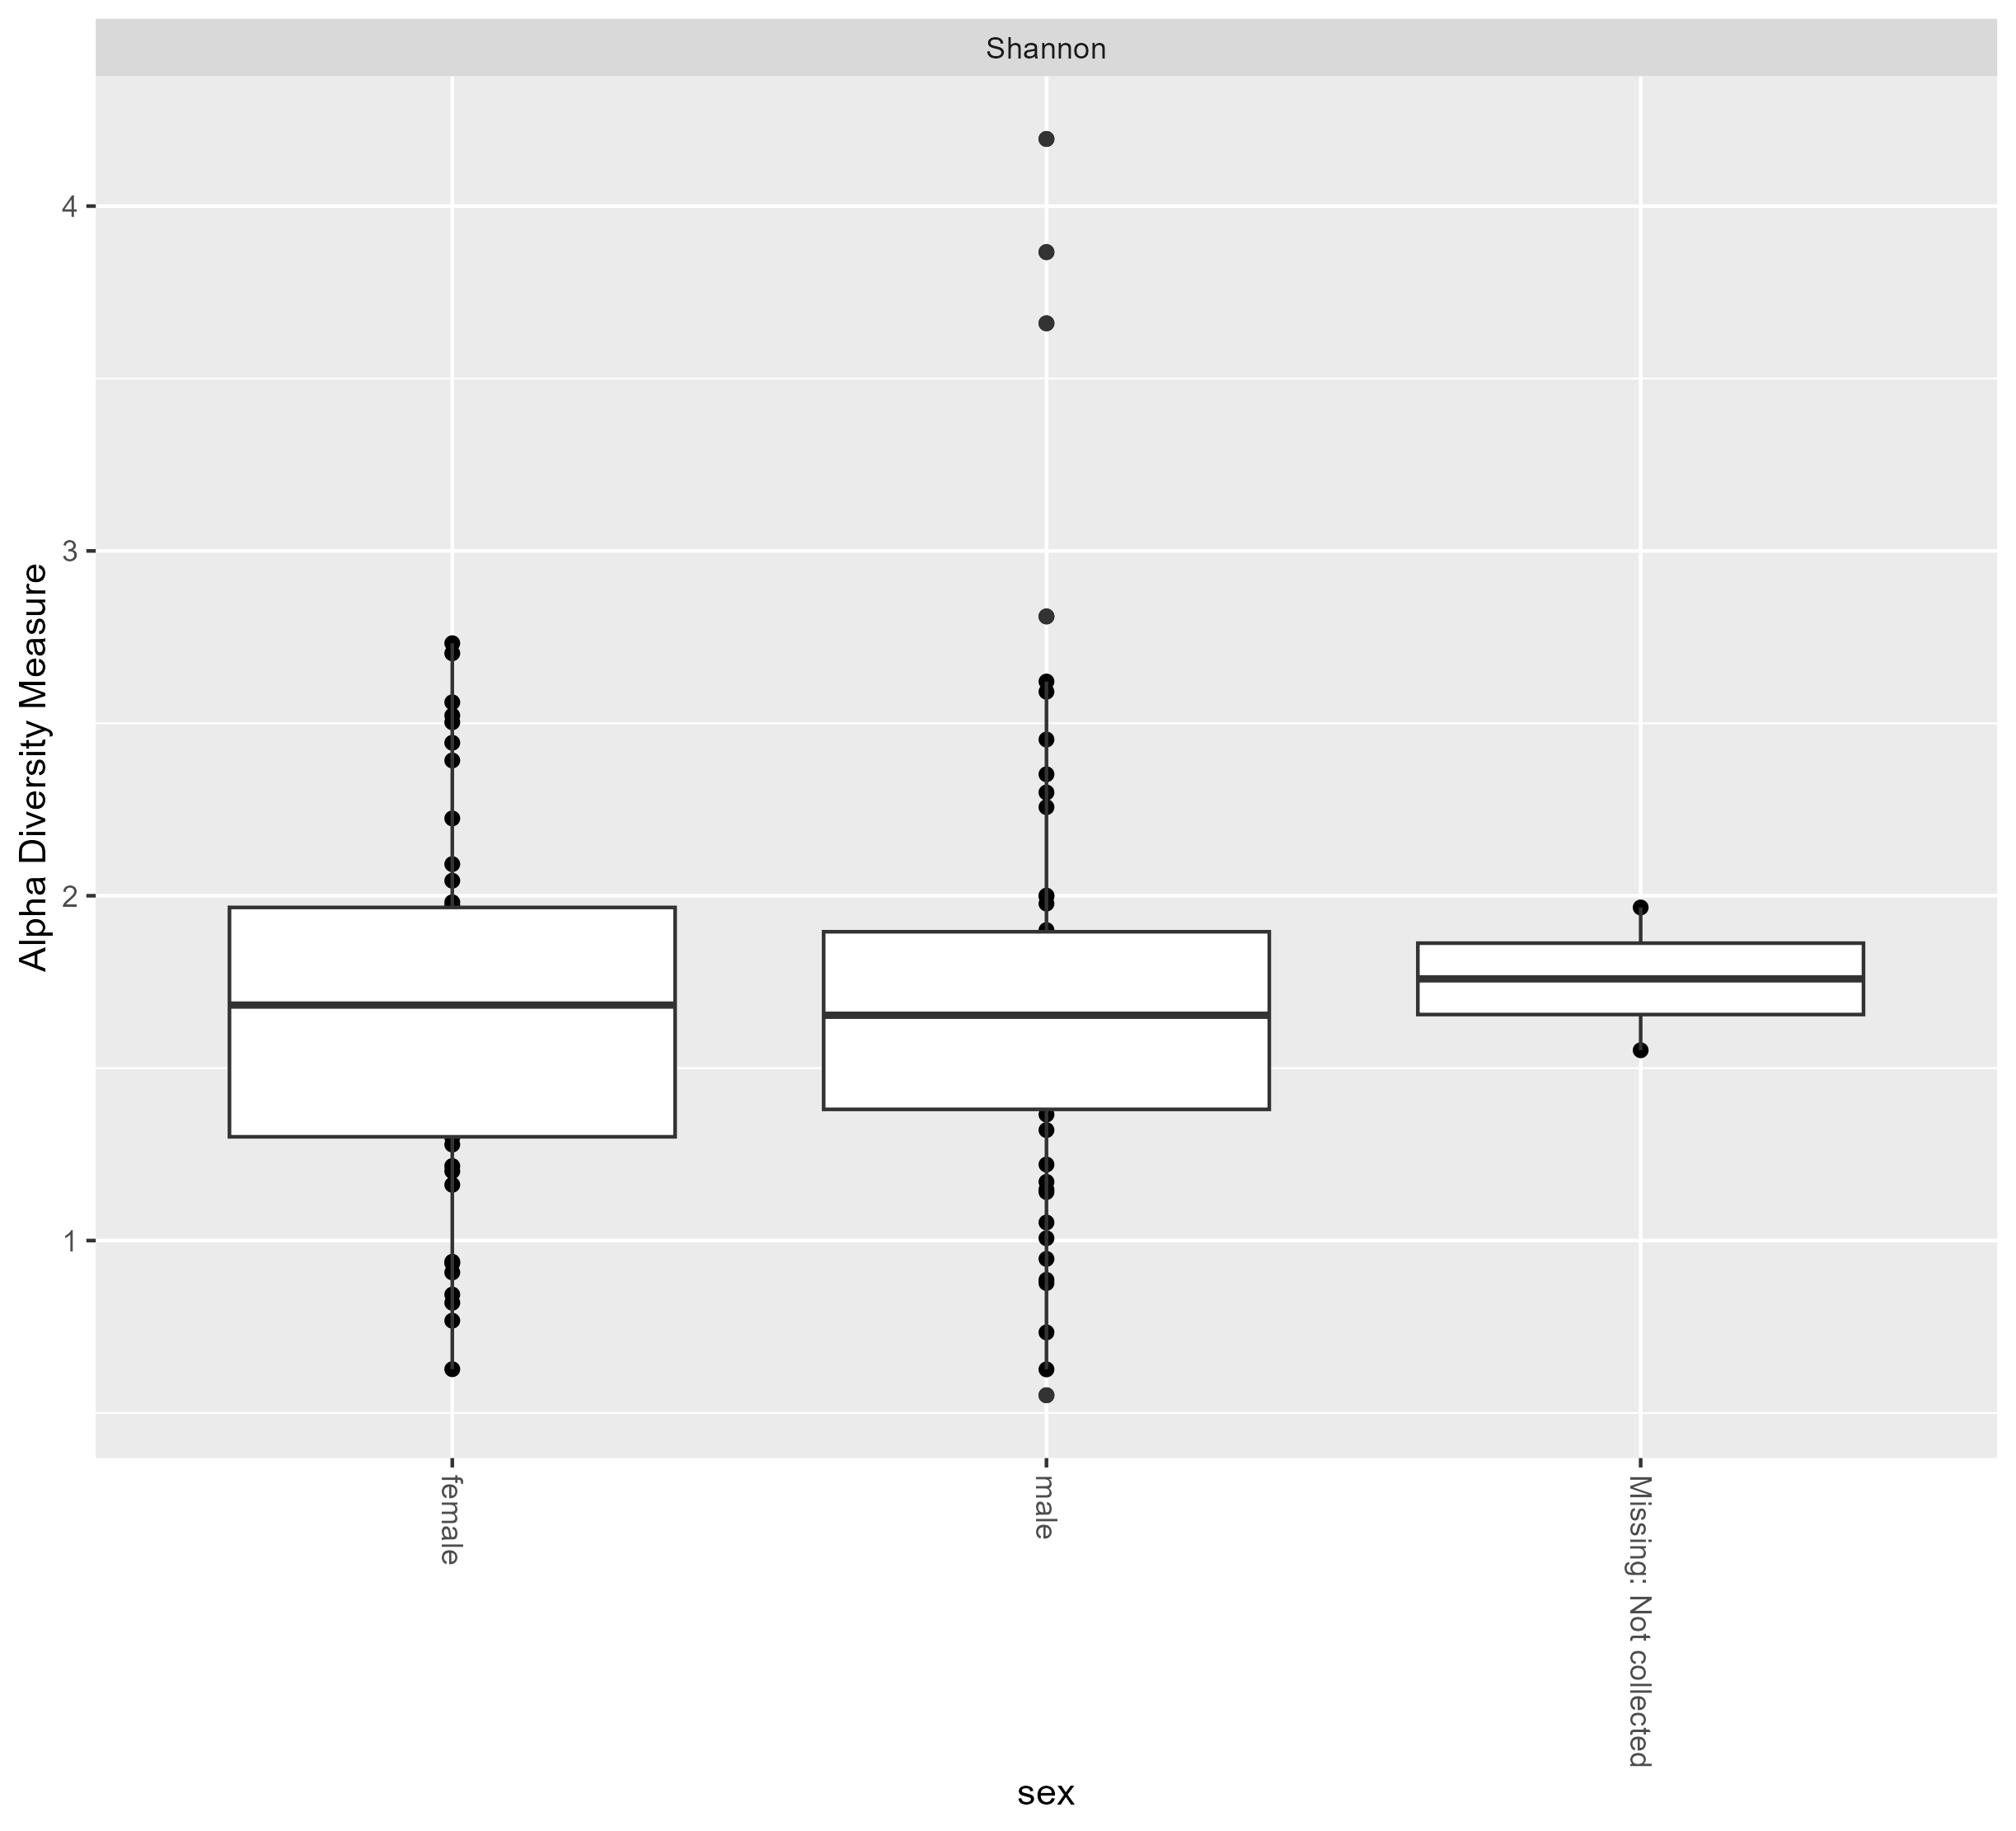 Shannon
Alpha Diversity Measure
4
3
2
1
female
male
Missing: Not collected
sex